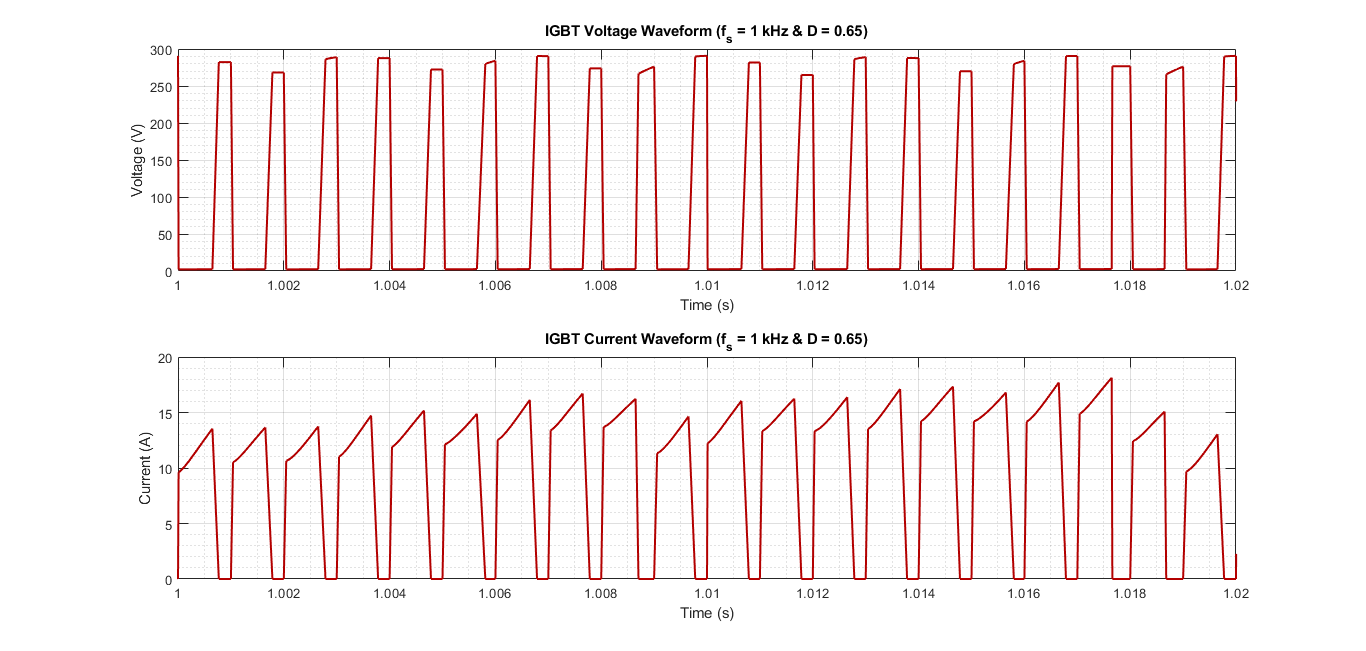 IGBT Voltage Waveform (fs = 1 kHz & D = 0.65)
300
250
200
150
100
50
0
Voltage (V)
1 1.002 1.004 1.006 1.008 1.01 1.012 1.014 1.016 1.018 1.02
Time (s)
IGBT Current Waveform (fs = 1 kHz & D = 0.65)
20
15
10
5
0
Current (A)
1 1.002 1.004 1.006 1.008 1.01 1.012 1.014 1.016 1.018 1.02
Time (s)